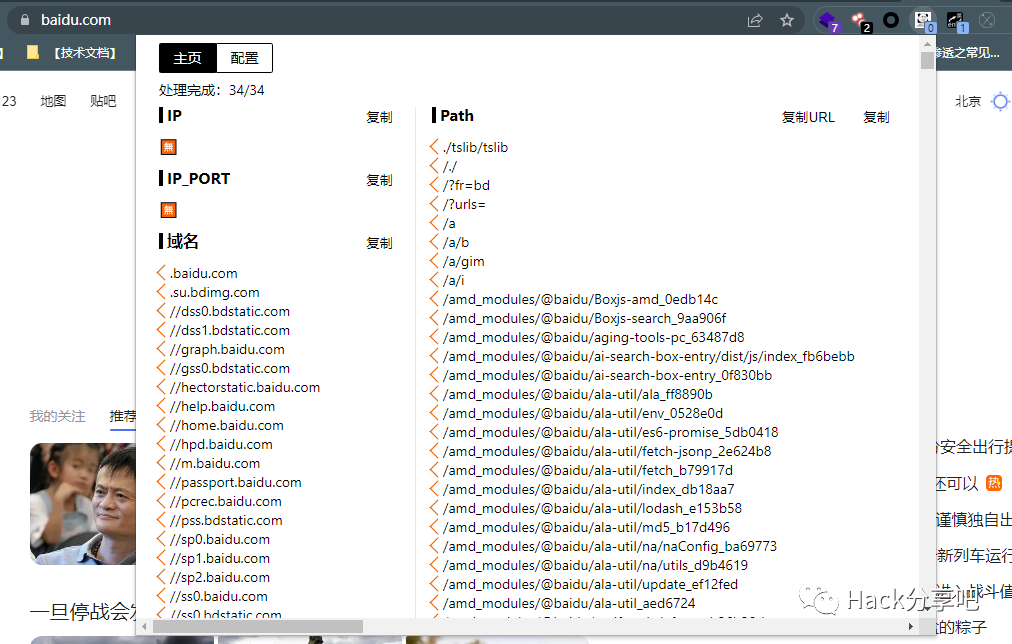 baidu.com
7
2
0
1
【技术文档】
主页 配置
处理完成：34/34
23 地图 贴吧
北京
IP 复制
無
IP_PORT 复制
無
域名 复制
.baidu.com
.su.bdimg.com
//dss0.bdstatic.com
//dss1.bdstatic.com
//graph.baidu.com
//gss0.bdstatic.com
//hectorstatic.baidu.com
//help.baidu.com
//home.baidu.com
//hpd.baidu.com
//m.baidu.com
//passport.baidu.com
//pcrec.baidu.com
//pss.bdstatic.com
//sp0.baidu.com
//sp1.baidu.com
//sp2.baidu.com
//ss0.baidu.com
//ss0.bdstatic.com
Path 复制URL 复制
./tslib/tslib
/./
/?fr=bd
/?urls=
/a
/a/b
/a/gim
/a/i
/amd_modules/@baidu/Boxjs-amd_0edb14c
/amd_modules/@baidu/Boxjs-search_9aa906f
/amd_modules/@baidu/aging-tools-pc_63487d8
/amd_modules/@baidu/ai-search-box-entry/dist/js/index_fb6bebb
/amd_modules/@baidu/ai-search-box-entry_0f830bb
/amd_modules/@baidu/ala-util/ala_ff8890b
/amd_modules/@baidu/ala-util/env_0528e0d
/amd_modules/@baidu/ala-util/es6-promise_5db0418
/amd_modules/@baidu/ala-util/fetch-jsonp_2e624b8
/amd_modules/@baidu/ala-util/fetch_b79917d
/amd_modules/@baidu/ala-util/index_db18aa7
/amd_modules/@baidu/ala-util/lodash_e153b58
/amd_modules/@baidu/ala-util/md5_b17d496
/amd_modules/@baidu/ala-util/na/naConfig_ba69773
/amd_modules/@baidu/ala-util/na/utils_d9b4619
/amd_modules/@baidu/ala-util/update_ef12fed
/amd_modules/@baidu/ala-util_aed6724
我的关注 推荐
一旦停战会
渗透之常见...
安全出行
还可以 热
谨慎独自出
新列车运行
战斗值
的粽子
Hack分享吧